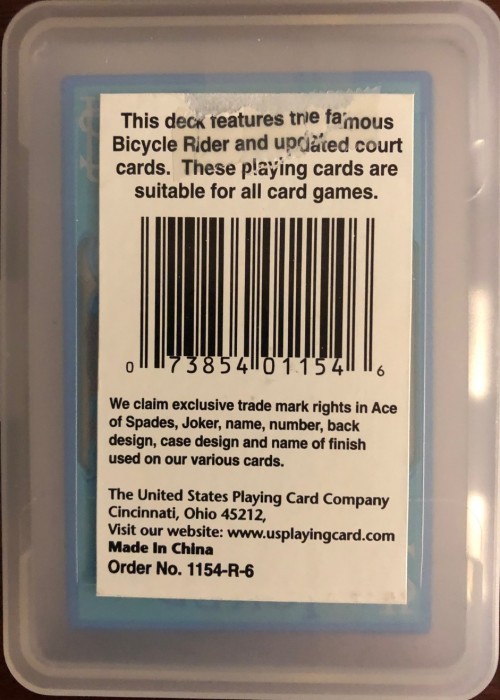 This deck features the famous
Bicycle Rider and updated court
cards. These playing cards are
suitable for all card games.
0 73854 01154 6
We claim exclusive trade mark rights in Ace
of Spades, Joker, name, number, back
design, case design and name of finish
used on our various cards.
The United States Playing Card Company
Cincinnati, Ohio 45212,
Visit our website: www.usplayingcard.com
Made In China
Order No. 1154-R-6